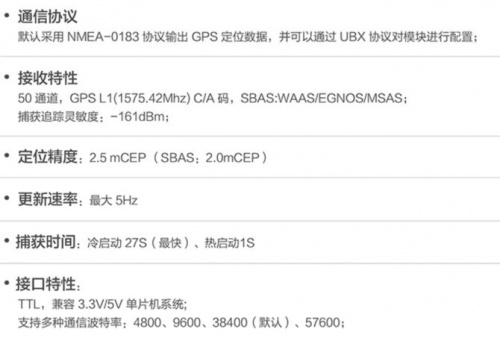 • 通信协议
默认采用 NMEA-0183 协议输出 GPS 定位数据，并可以通过 UBX 协议对模块进行配置；
• 接收特性
50 通道，GPS L1(1575.42Mhz) C/A 码，SBAS:WAAS/EGNOS/MSAS；
捕获追踪灵敏度：-161dBm；
• 定位精度：2.5 mCEP（SBAS：2.0mCEP）
• 更新速率：最大 5Hz
• 捕获时间：冷启动 27S（最快）、热启动1S
• 接口特性：
TTL，兼容 3.3V/5V 单片机系统;
支持多种通信波特率：4800、9600、38400（默认）、57600；